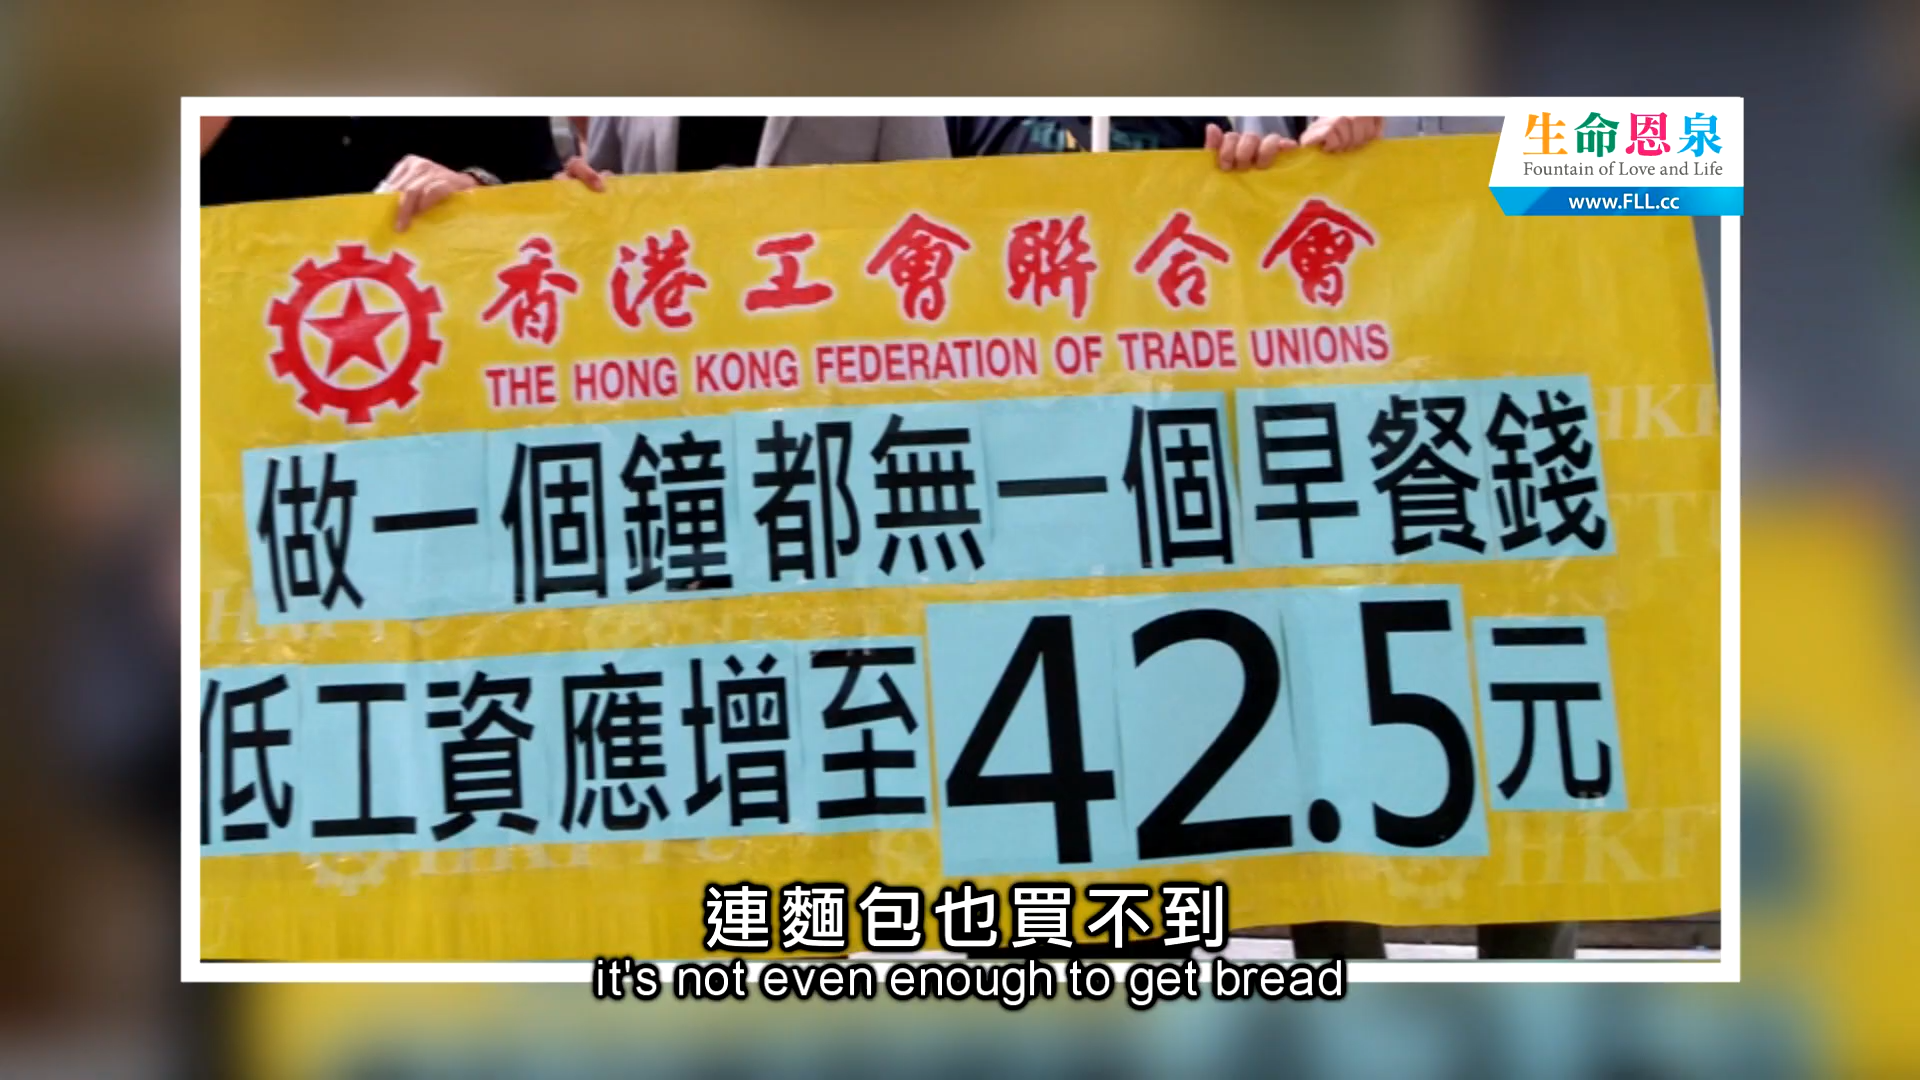 生命恩泉
Fountain of Love and Life
www.FLL.cc
香港工會聯合會
THE HONG KONG FEDERATION OF TRADE UNIONS
做一個鐘都無一個早餐錢
低工資應增至42.5元
連麵包也買不到
it's not even enough to get bread